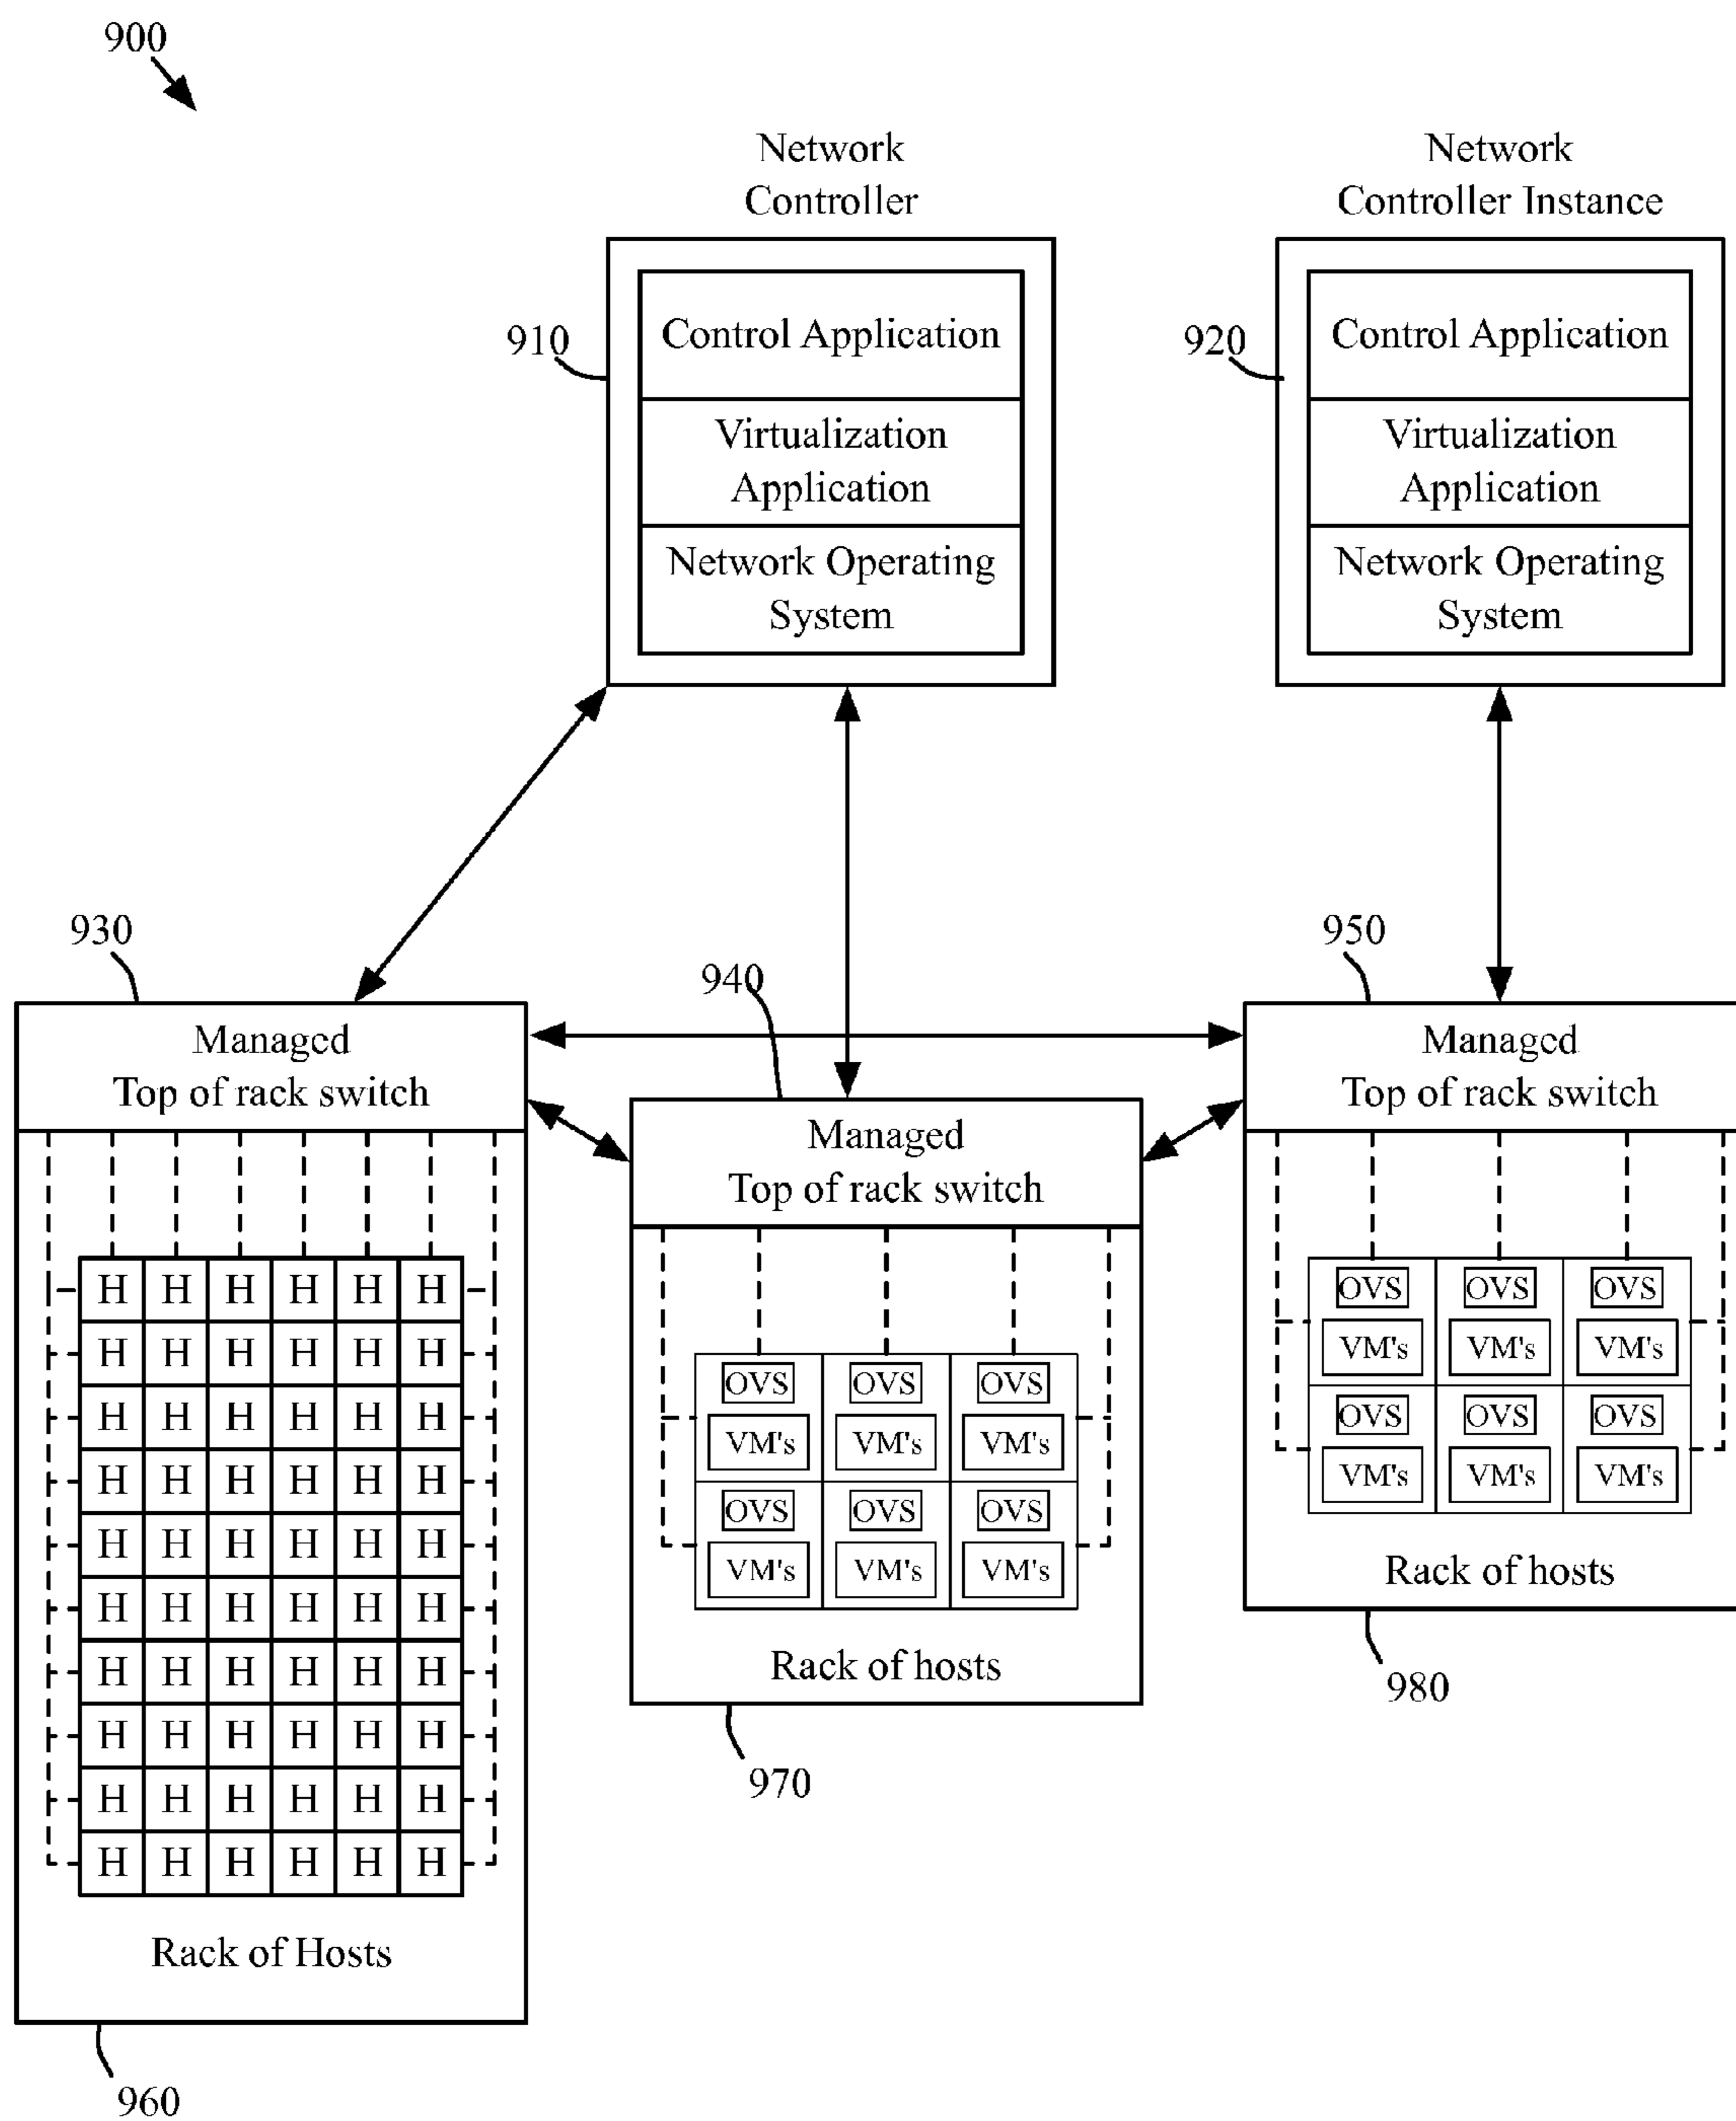 900
Network
Controller
Network
Controller Instance
910
Control Application
Virtualization
Application
Network Operating
System
920
Control Application
Virtualization
Application
Network Operating
System
930
940
950
Managed
Top of rack switch
Managed
Top of rack switch
Managed
Top of rack switch
H H H H H H
H H H H H H
H H H H H H
H H H H H H
H H H H H H
H H H H H H
H H H H H H
H H H H H H
H H H H H H
H H H H H H
Rack of Hosts
960
OVS OVS OVS
VM's VM's VM's
OVS OVS OVS
VM's VM's VM's
Rack of hosts
970
OVS OVS OVS
VM's VM's VM's
OVS OVS OVS
VM's VM's VM's
Rack of hosts
980